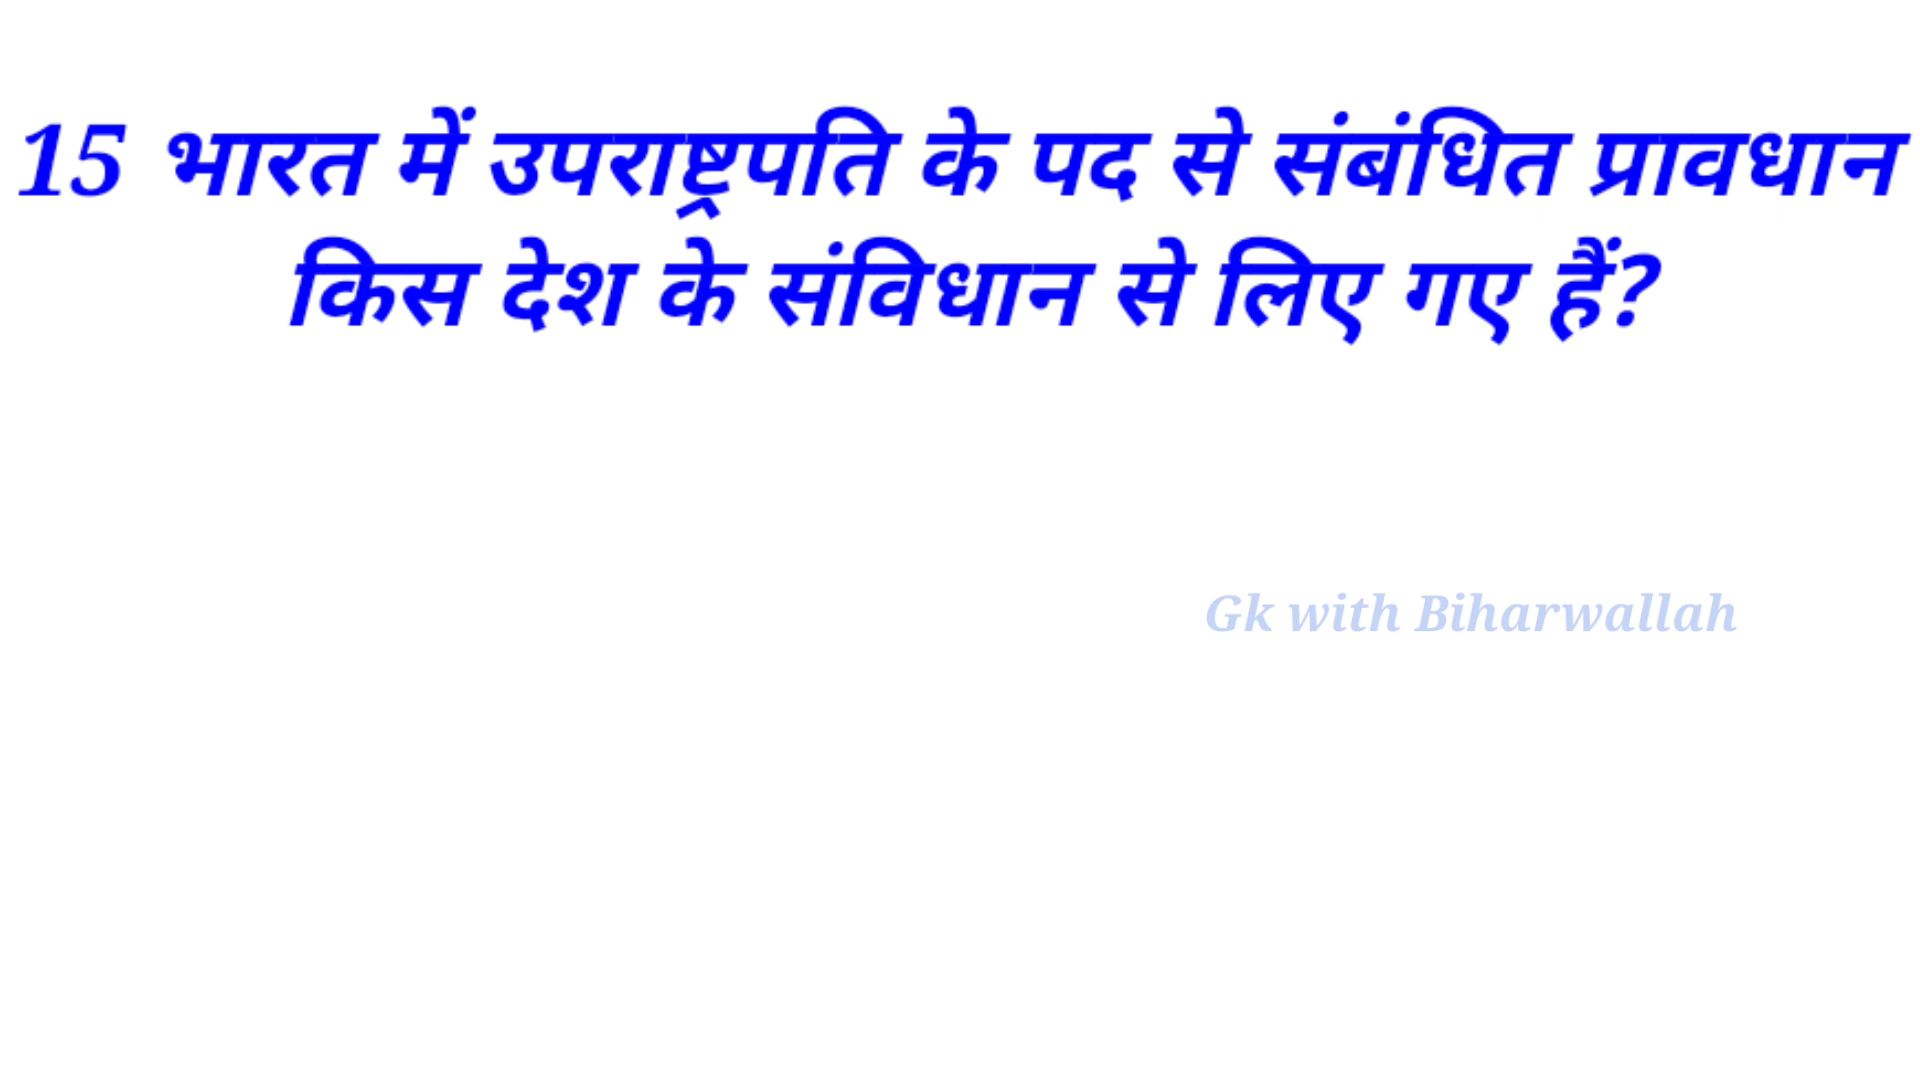 15 भारत में उपराष्ट्रपति के पद से संबंधित प्रावधान
किस देश के संविधान से लिए गए हैं?
Gk with Biharwallah